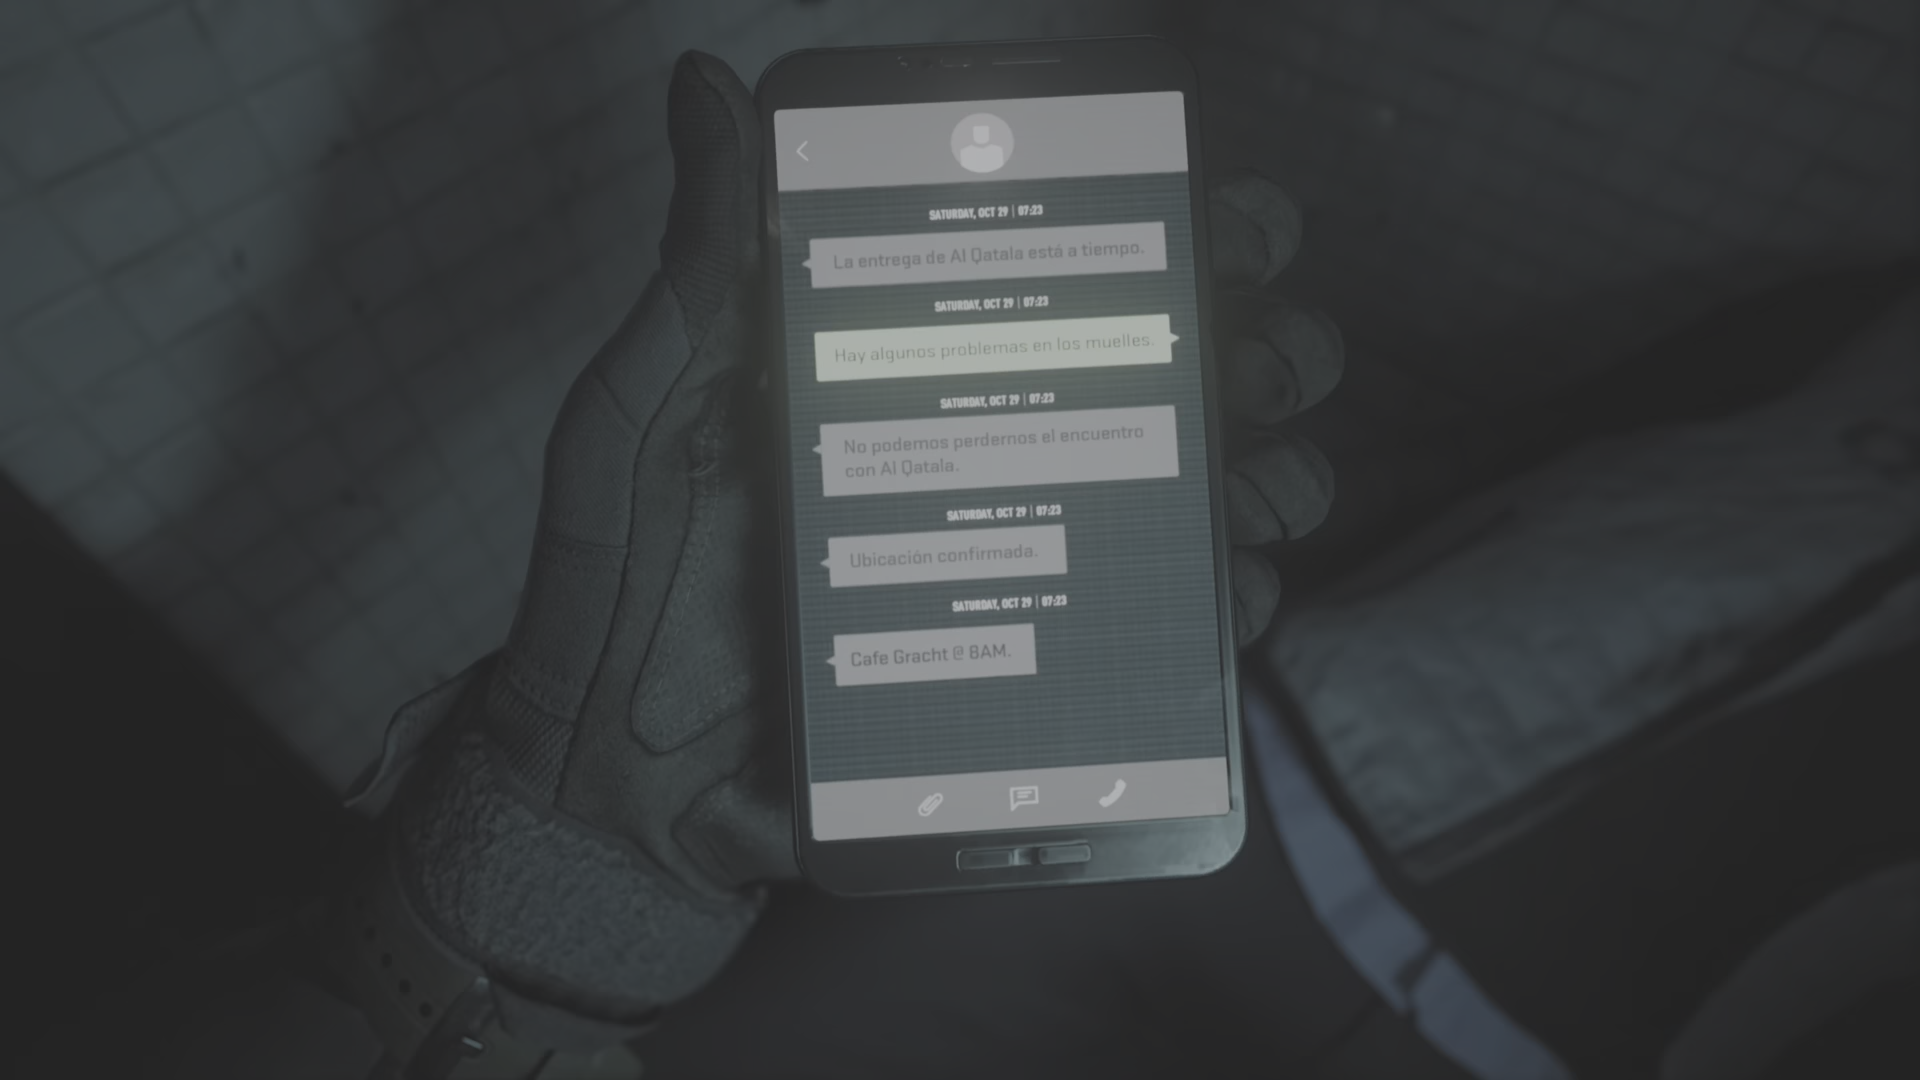 SATURDAY, OCT 29 | 07:23
La entrega de Al Qatala está a tiempo.
SATURDAY, OCT 29 | 07:23
Hay algunos problemas en los muelles.
SATURDAY, OCT 29 | 07:23
No podemos perdernos el encuentro
con Al Qatala.
SATURDAY, OCT 29 | 07:23
Ubicación confirmada.
SATURDAY, OCT 29 | 07:23
Cafe Gracht @ 8AM.